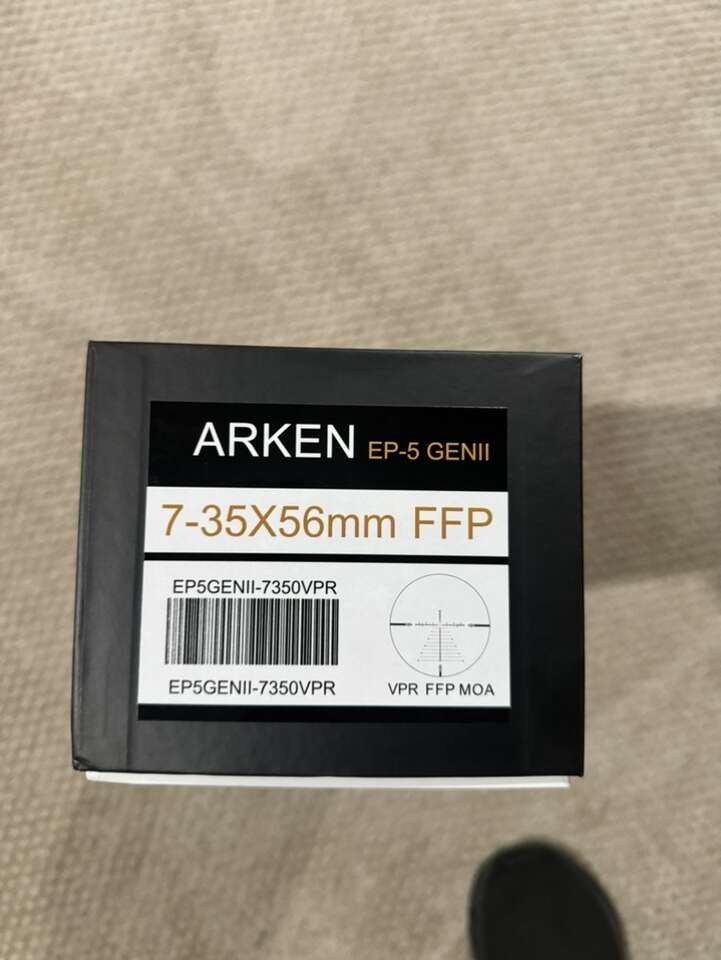 ARKEN EP-5 GENII
7-35X56mm FFP
EP5GENII-7350VPR
EP5GENII-7350VPR
VPR FFP MOA